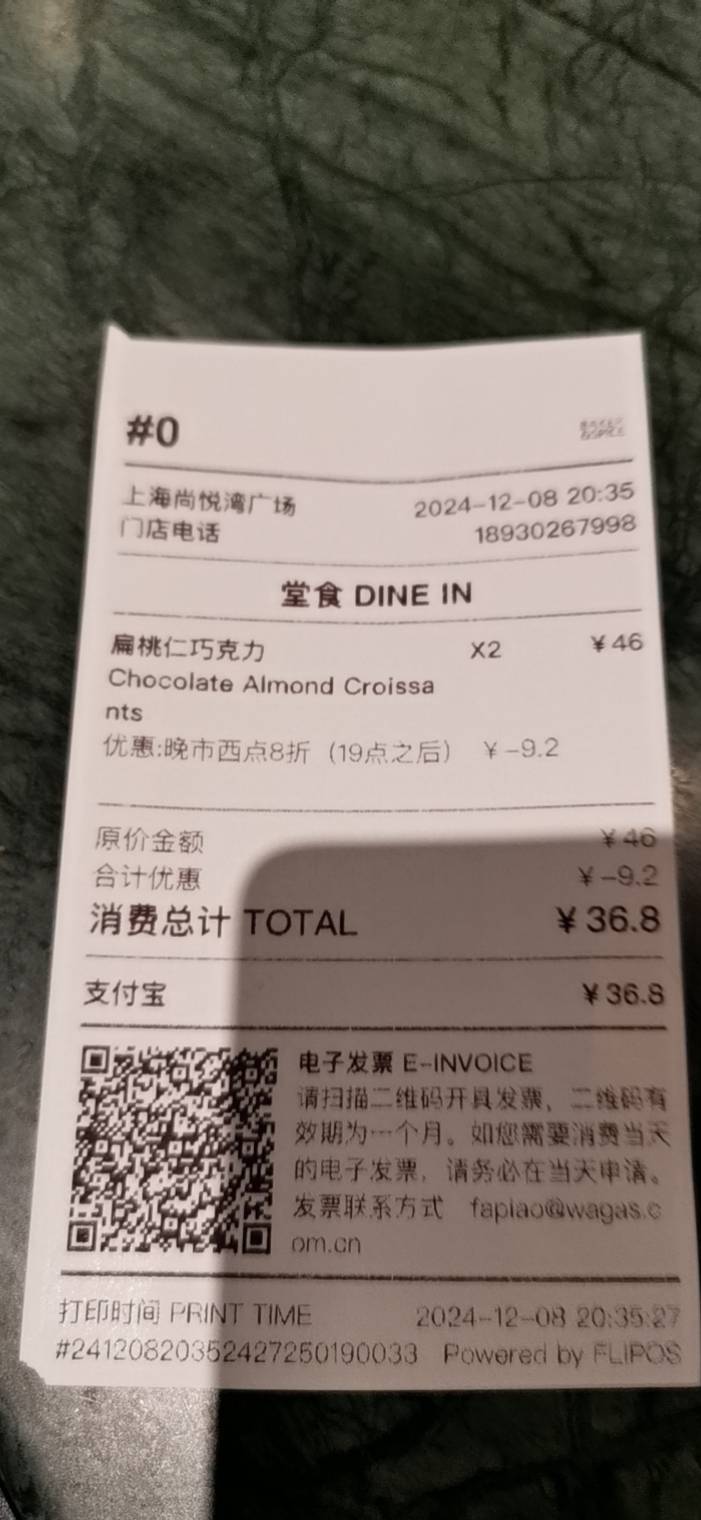 #0
BAKER
&SPICE
上海尚悦湾广场 2024-12-08 20:35
门店电话 18930267998
堂食 DINE IN
扁桃仁巧克力 X2 ¥46
Chocolate Almond Croissa
nts
优惠:晚市西点8折（19点之后） ¥-9.2
原价金额 ¥46
合计优惠 ¥-9.2
消费总计 TOTAL ¥36.8
支付宝 ¥36.8
电子发票 E-INVOICE
请扫描二维码开具发票，二维码有
效期为一个月。如您需要消费当天
的电子发票，请务必在当天申请。
发票联系方式 fapiao@wagas.c
om.cn
打印时间 PRINT TIME 2024-12-08 20:35:27
#24120820352427250190033 Powered by FLIPOS